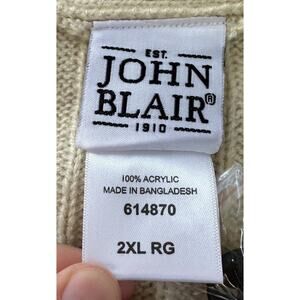 EST.
JOHN
BLAIR®
1910
100% ACRYLIC
MADE IN BANGLADESH
614870
2XL RG